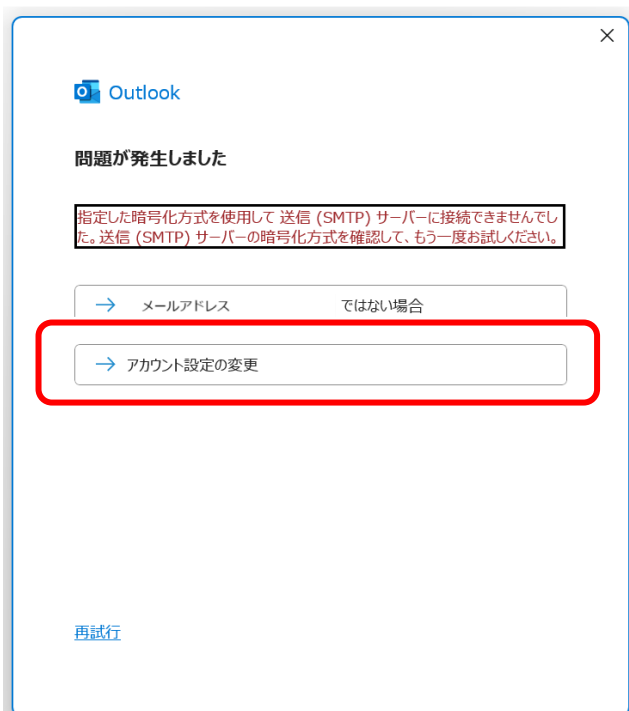 Outlook
問題が発生しました
指定した暗号化方式を使用して 送信 (SMTP) サーバーに接続できませんでし
た。送信 (SMTP) サーバーの暗号化方式を確認して、もう一度お試しください。
メールアドレス ではない場合
アカウント設定の変更
再試行